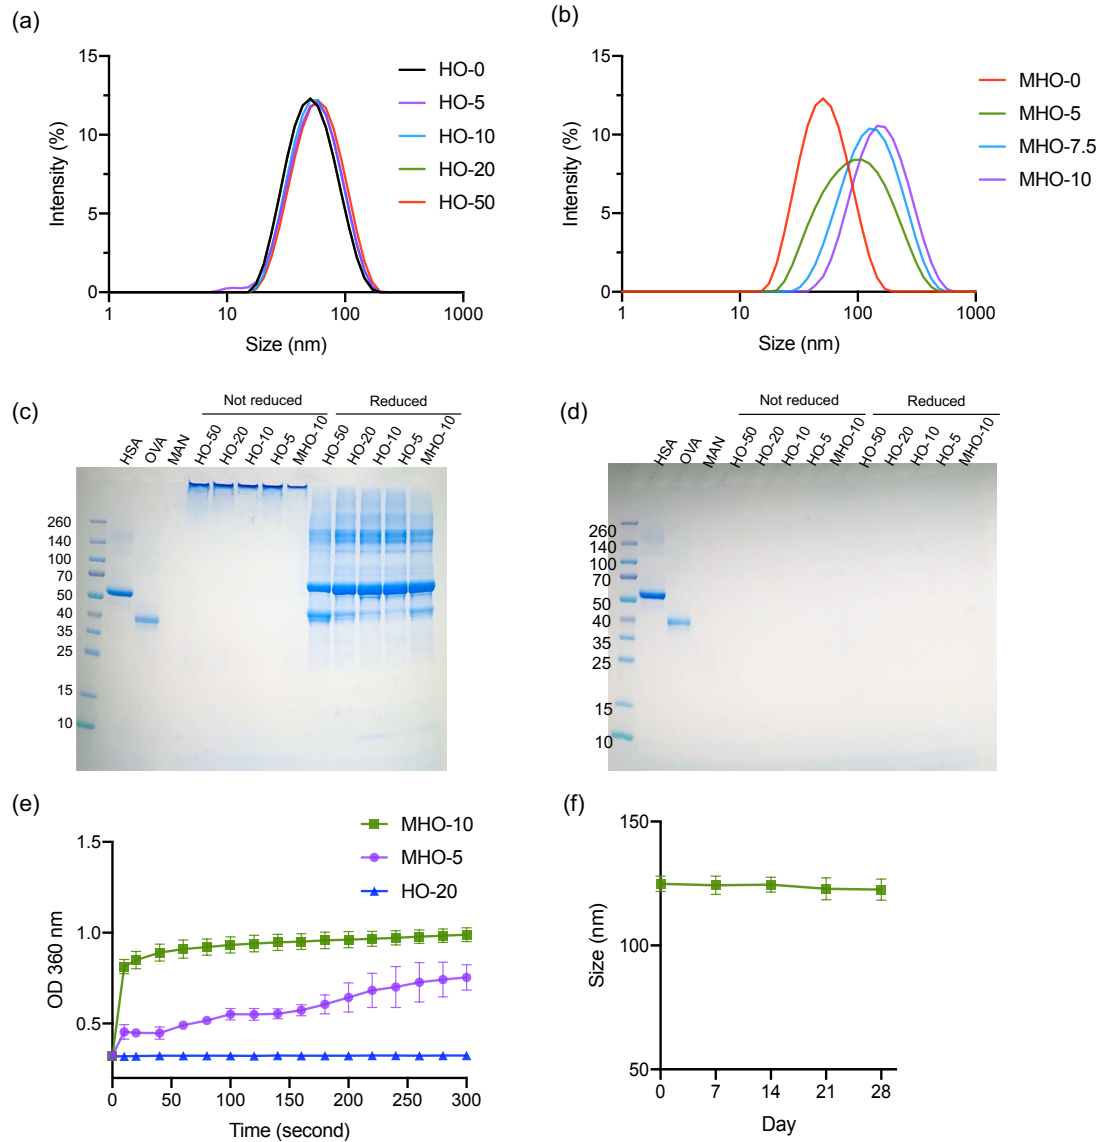 (a)
15
10
5
0
Intensity (%)
1
10
100
1000
Size (nm)
HO-0
HO-5
HO-10
HO-20
HO-50
(b)
15
10
5
0
Intensity (%)
1
10
100
1000
Size (nm)
MHO-0
MHO-5
MHO-7.5
MHO-10
(c)
Not reduced
Reduced
HSA
OVA
MAN
HO-50
HO-20
HO-10
HO-5
MHO-10
HO-50
HO-20
HO-10
HO-5
MHO-10
260
140
100
70
50
40
35
25
15
10
(d)
Not reduced
Reduced
HSA
OVA
MAN
HO-50
HO-20
HO-10
HO-5
MHO-10
HO-50
HO-20
HO-10
HO-5
MHO-10
260
140
100
70
50
40
35
25
15
10
(e)
MHO-10
MHO-5
HO-20
1.5
1.0
0.5
OD 360 nm
0
50
100
150
200
250
300
Time (second)
(f)
150
100
50
Size (nm)
0
7
14
21
28
Day